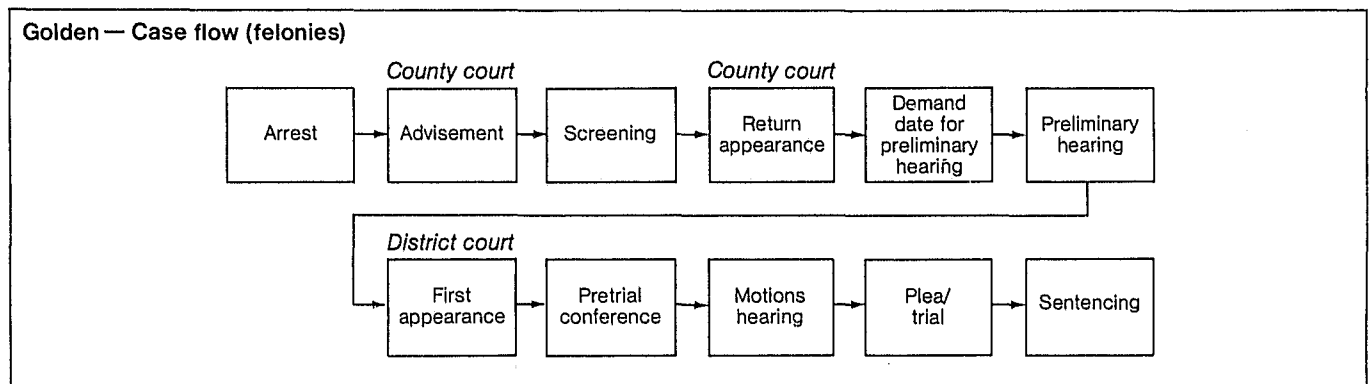 Golden — Case flow (felonies)
County court
County court
Arrest
Advisement
Screening
Return
appearance
Demand
date for
preliminary
hearing
Preliminary
hearing
District court
First
appearance
Pretrial
conference
Motions
hearing
Plea/
trial
Sentencing